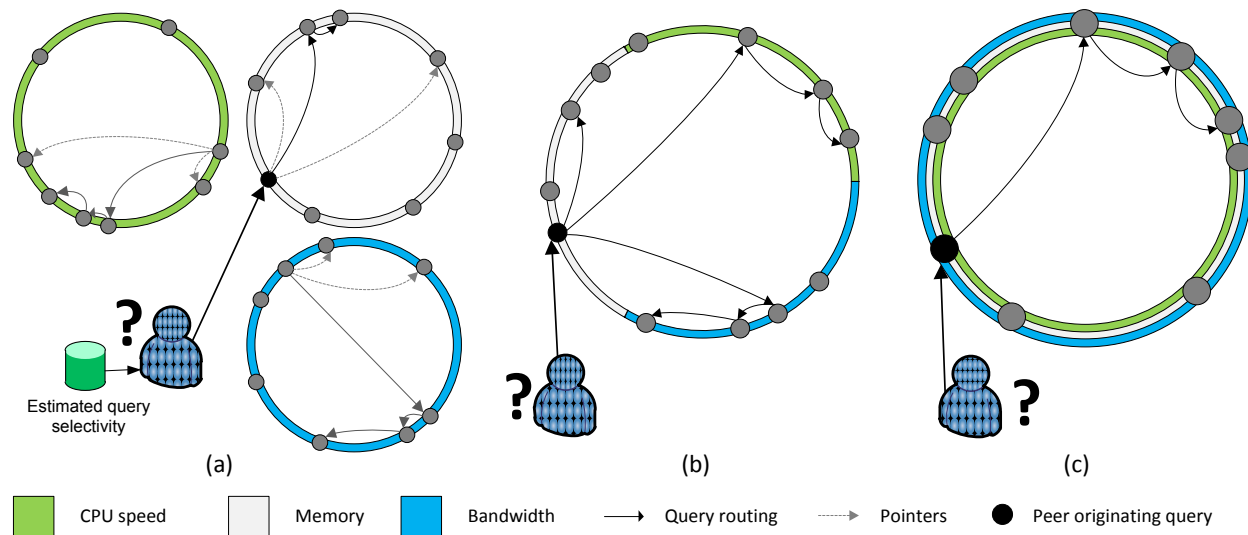 ?
Estimated query
selectivity
?
?
(a)
(b)
(c)
CPU speed
Memory
Bandwidth
Query routing
Pointers
Peer originating query